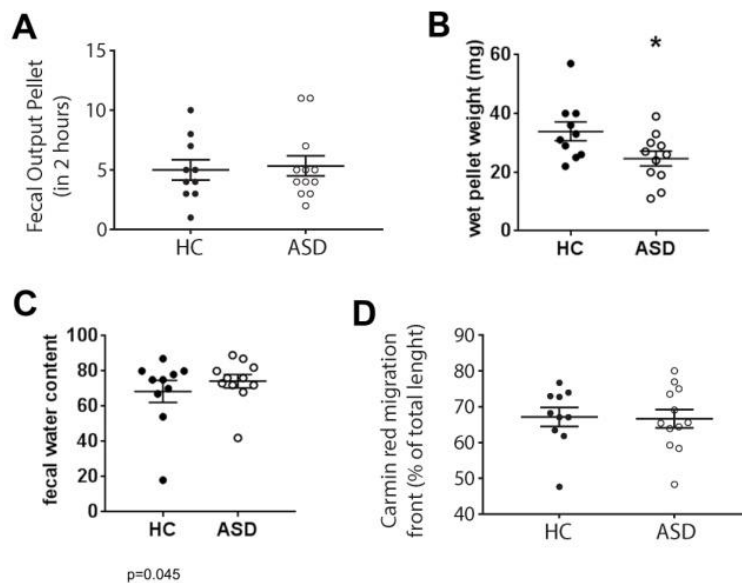 A
Fecal Output Pellet
(in 2 hours)
15
10
5
0
HC
ASD
B
wet pellet weight (mg)
60
40
20
0
*
HC
ASD
C
fecal water content
100
80
60
40
20
0
HC
ASD
p=0.045
D
Carmin red migration
front (% of total lenght)
90
80
70
60
50
40
HC
ASD